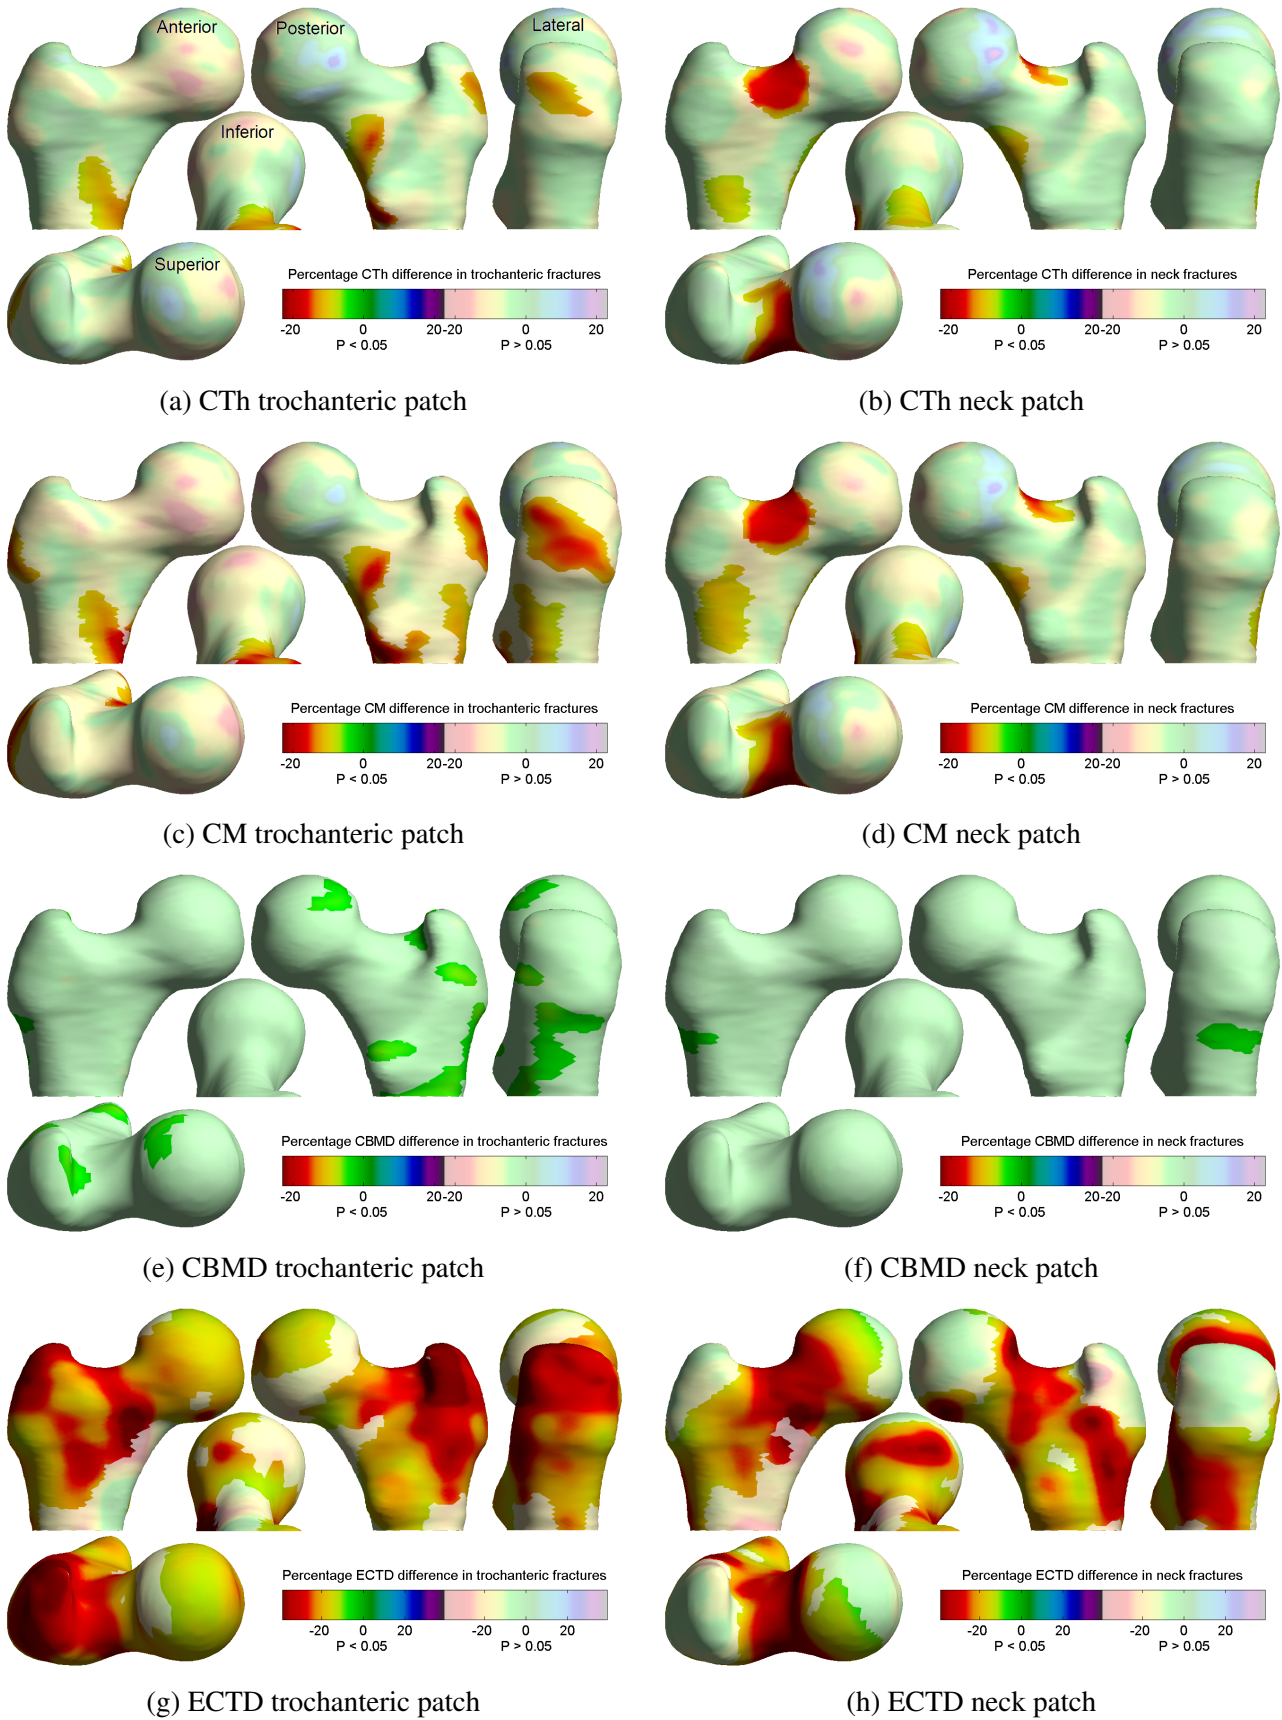 Anterior
Posterior
Lateral
Inferior
Superior
Percentage CTh difference in trochanteric fractures
-20 0 20 -20 0 20
P < 0.05 P > 0.05
Percentage CTh difference in neck fractures
-20 0 20 -20 0 20
P < 0.05 P > 0.05
(a) CTh trochanteric patch
(b) CTh neck patch
Percentage CM difference in trochanteric fractures
-20 0 20 -20 0 20
P < 0.05 P > 0.05
Percentage CM difference in neck fractures
-20 0 20 -20 0 20
P < 0.05 P > 0.05
(c) CM trochanteric patch
(d) CM neck patch
Percentage CBMD difference in trochanteric fractures
-20 0 20 -20 0 20
P < 0.05 P > 0.05
Percentage CBMD difference in neck fractures
-20 0 20 -20 0 20
P < 0.05 P > 0.05
(e) CBMD trochanteric patch
(f) CBMD neck patch
Percentage ECTD difference in trochanteric fractures
-20 0 20 -20 0 20
P < 0.05 P > 0.05
Percentage ECTD difference in neck fractures
-20 0 20 -20 0 20
P < 0.05 P > 0.05
(g) ECTD trochanteric patch
(h) ECTD neck patch